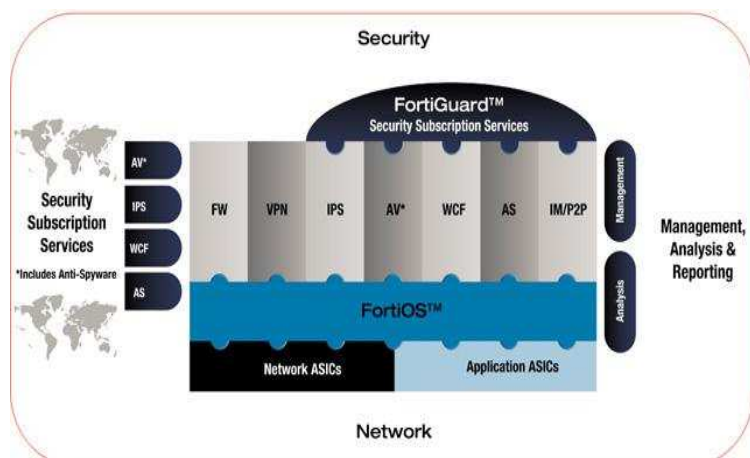 Security
FortiGuard™
Security Subscription Services
AV*
IPS
WCF
AS
Security
Subscription
Services
*Includes Anti-Spyware
FW
VPN
IPS
AV*
WCF
AS
IM/P2P
Management
Analysis
Management,
Analysis &
Reporting
FortiOS™
Network ASICs
Application ASICs
Network